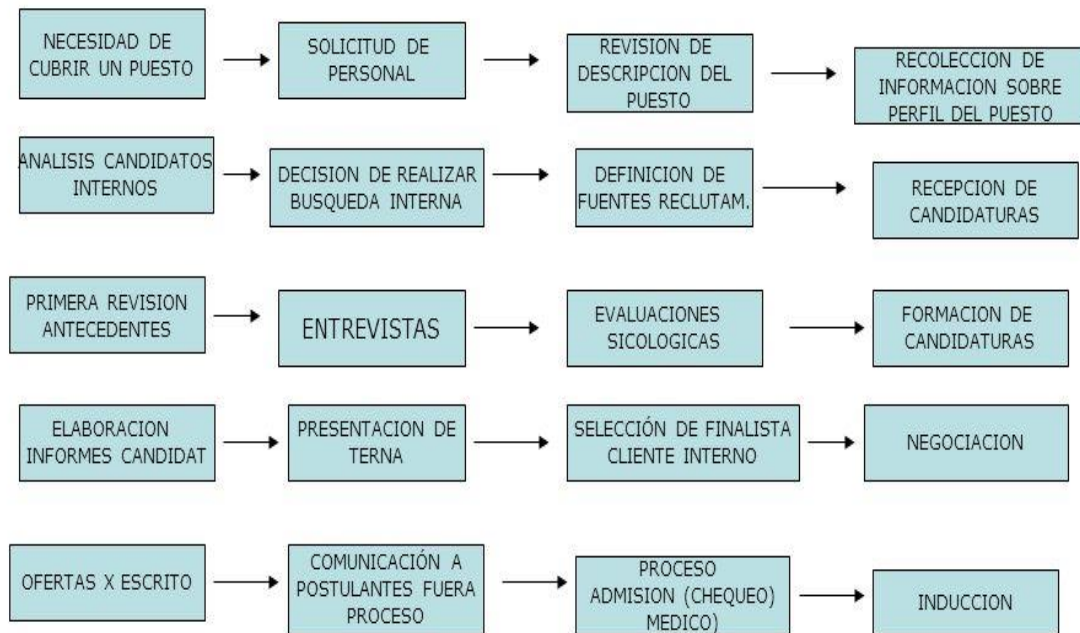 NECESIDAD DE
CUBRIR UN PUESTO
SOLICITUD DE
PERSONAL
REVISION DE
DESCRIPCION DEL
PUESTO
RECOLECCION DE
INFORMACION SOBRE
PERFIL DEL PUESTO
ANALISIS CANDIDATOS
INTERNOS
DECISION DE REALIZAR
BUSQUEDA INTERNA
DEFINICION DE
FUENTES RECLUTAM.
RECEPCION DE
CANDIDATURAS
PRIMERA REVISION
ANTECEDENTES
ENTREVISTAS
EVALUACIONES
SICOLOGICAS
FORMACION DE
CANDIDATURAS
ELABORACION
INFORMES CANDIDAT
PRESENTACION DE
TERNA
SELECCIÓN DE FINALISTA
CLIENTE INTERNO
NEGOCIACION
OFERTAS X ESCRITO
COMUNICACIÓN A
POSTULANTES FUERA
PROCESO
PROCESO
ADMISION (CHEQUEO)
MEDICO)
INDUCCION